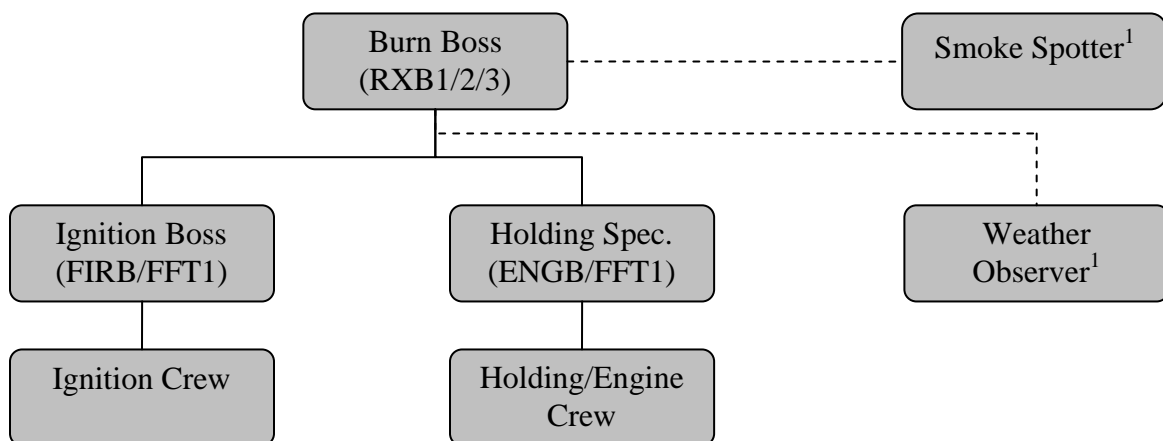 Burn Boss
(RXB1/2/3)
Smoke Spotter¹
Ignition Boss
(FIRB/FFT1)
Holding Spec.
(ENGB/FFT1)
Weather
Observer¹
Ignition Crew
Holding/Engine
Crew